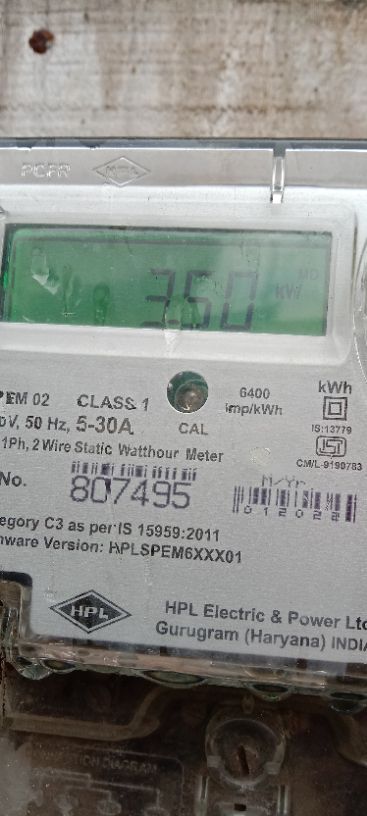 HPL
MD
3.50 kW
EM 02 CLASS 1
6400
imp/kWh
kWh
V, 50 Hz, 5-30A
CAL
IS:13779
1Ph, 2 Wire Static Watthour Meter
CM/L-9190783
No. 807495
M/Yr
012022
egory C3 as per IS 15959:2011
mware Version: HPLSPEM6XXX01
HPL
HPL Electric & Power Ltd
Gurugram (Haryana) INDIA